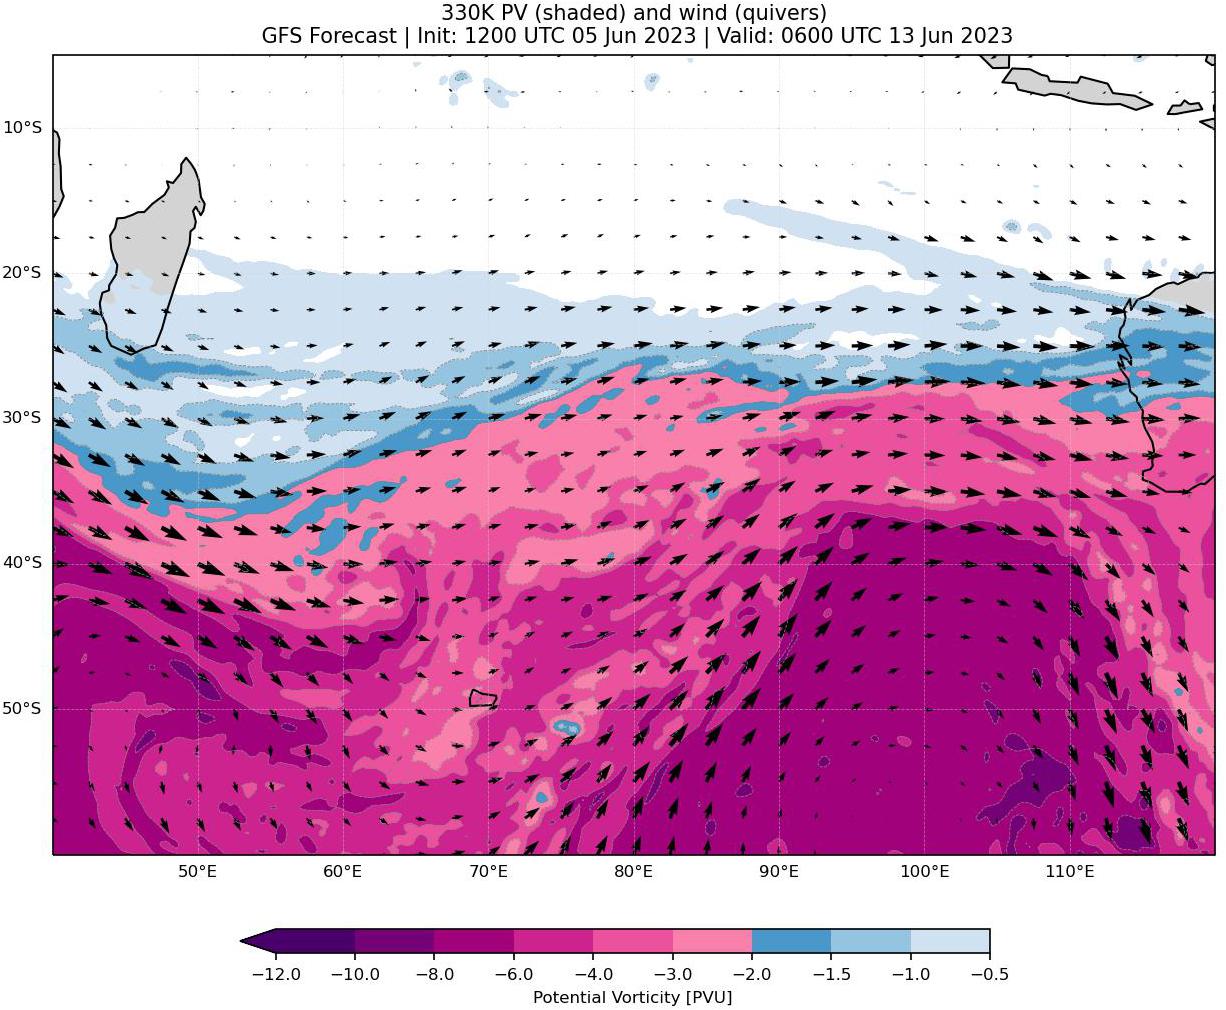 330K PV (shaded) and wind (quivers)
GFS Forecast | Init: 1200 UTC 05 Jun 2023 | Valid: 0600 UTC 13 Jun 2023
10°S
20°S
30°S
40°S
50°S
50°E 60°E 70°E 80°E 90°E 100°E 110°E
−12.0 −10.0 −8.0 −6.0 −4.0 −3.0 −2.0 −1.5 −1.0 −0.5
Potential Vorticity [PVU]